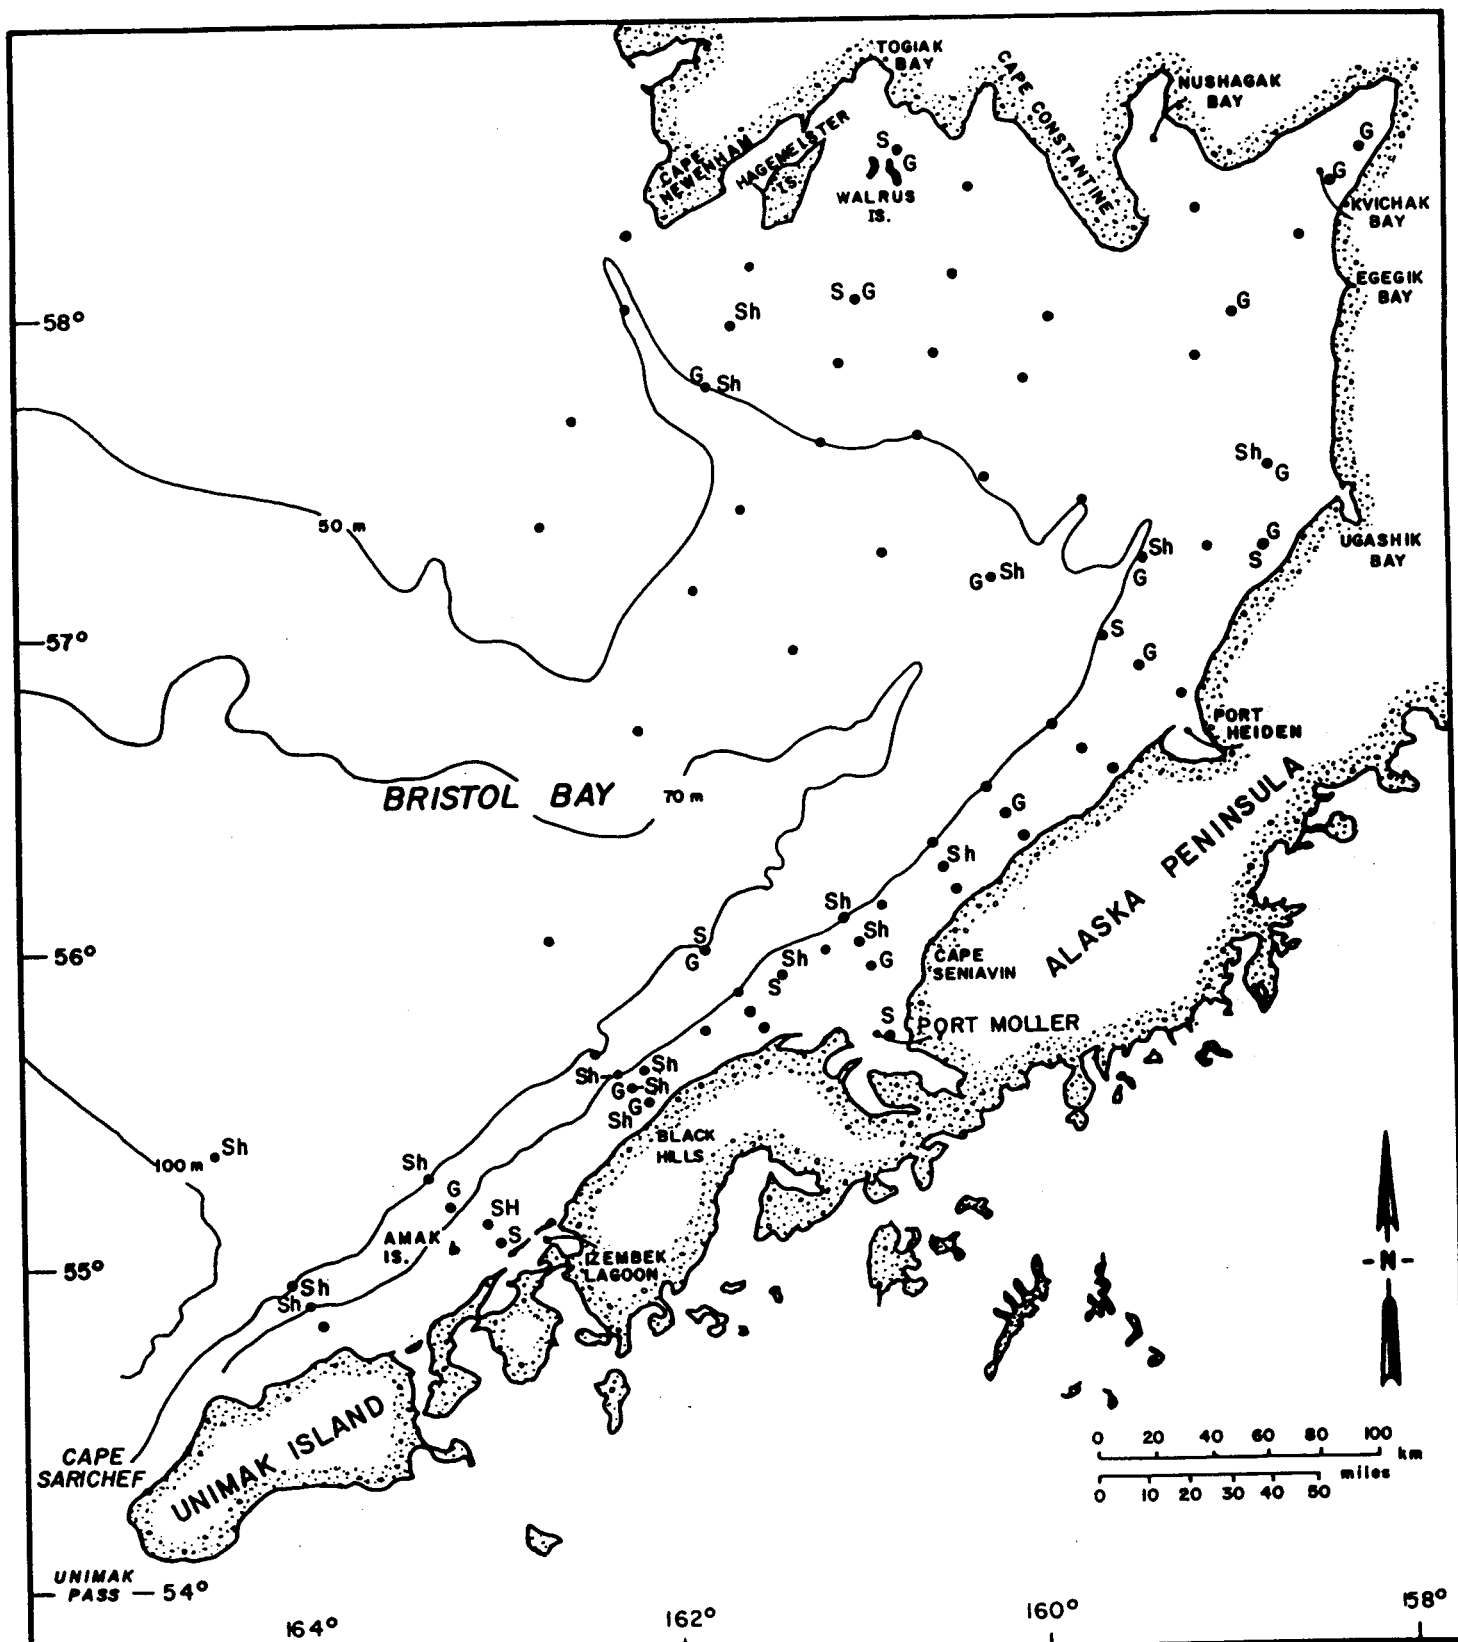 TOGIAK
BAY
CAPE CONSTANTINE
NUSHAGAK
BAY
CAPE
NEWENHAM
HAGEMEISTER
IS.
S
G
WALRUS
IS.
G
G
KVICHAK
BAY
EGEGIK
BAY
S G
G
58°
Sh
G Sh
Sh
G
50 m
G
S
UGASHIK
BAY
Sh
G
G Sh
57°
S
G
PORT
HEIDEN
BRISTOL BAY
70 m
G
ALASKA PENINSULA
Sh
Sh
Sh
S
G
56°
Sh
S
G
CAPE
SENIAVIN
S
PORT MOLLER
Sh
Sh
G Sh
G
Sh
BLACK
HILLS
100 m
Sh
Sh
G
SH
S
AMAK
IS.
IZEMBEK
LAGOON
55°
Sh
Sh
-N-
UNIMAK ISLAND
CAPE
SARICHEF
0 20 40 60 80 100
km
miles
0 10 20 30 40 50
UNIMAK
PASS
54°
164°
162°
160°
158°